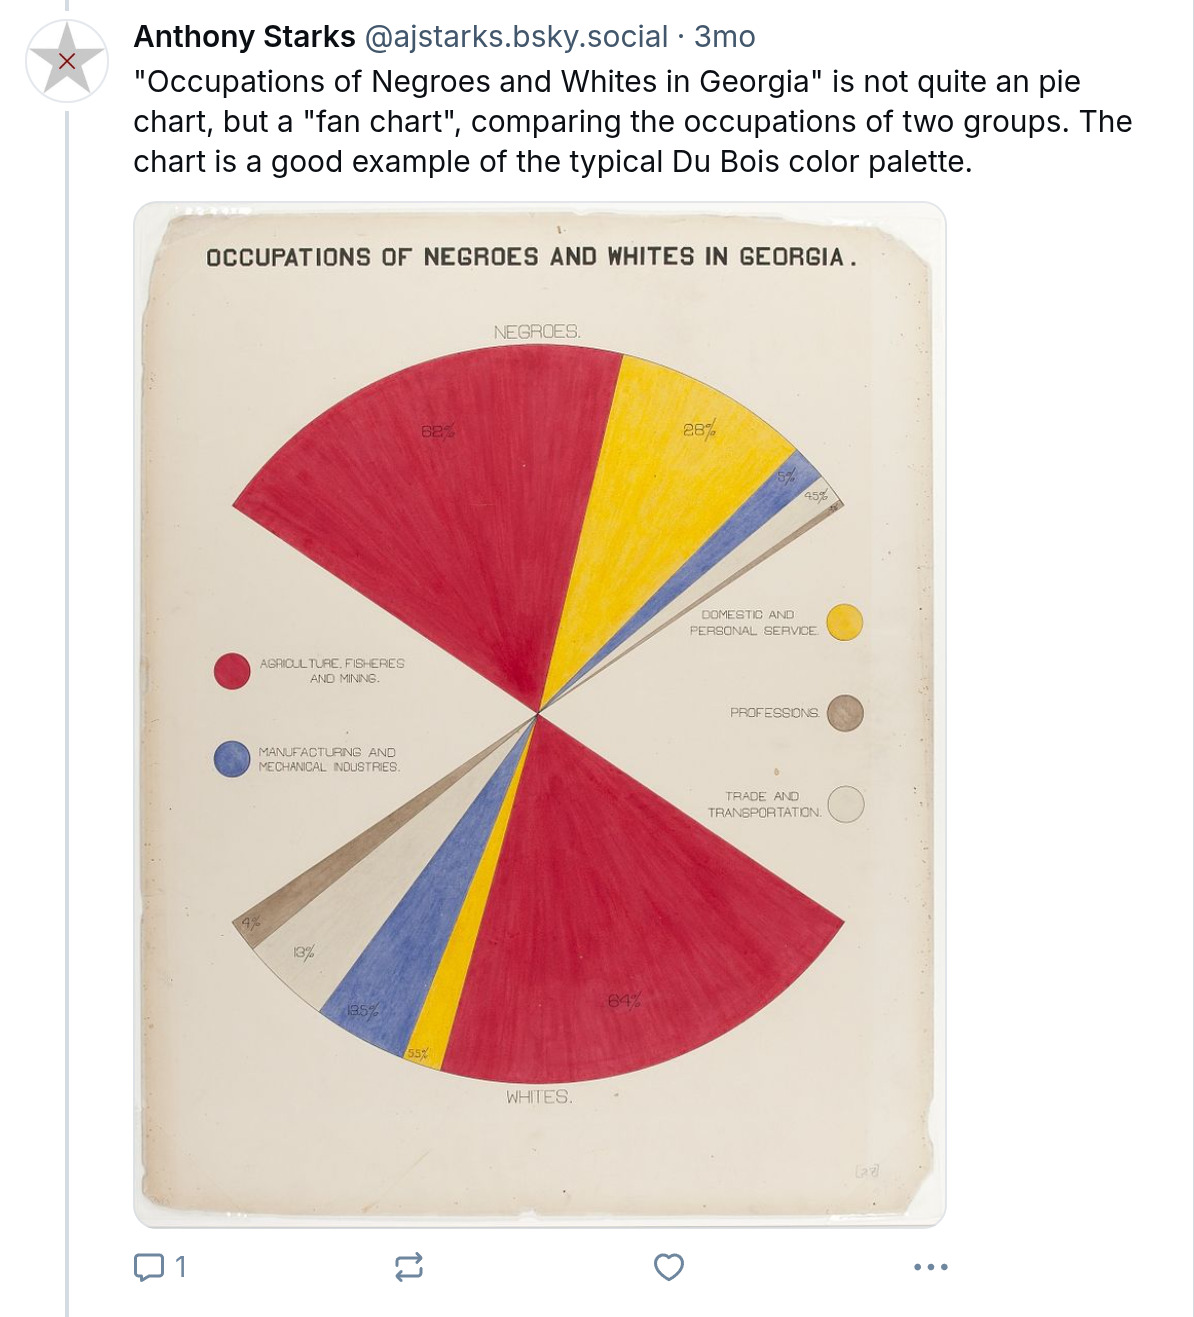 Anthony Starks @ajstarks.bsky.social · 3mo
"Occupations of Negroes and Whites in Georgia" is not quite an pie
chart, but a "fan chart", comparing the occupations of two groups. The
chart is a good example of the typical Du Bois color palette.
OCCUPATIONS OF NEGROES AND WHITES IN GEORGIA.
NEGROES.
62%
28%
5%
4.5%
DOMESTIC AND
PERSONAL SERVICE.
AGRICULTURE, FISHERIES
AND MINING.
PROFESSIONS.
MANUFACTURING AND
MECHANICAL INDUSTRIES.
TRADE AND
TRANSPORTATION.
4%
13%
13.5%
5.5%
64%
WHITES.
1